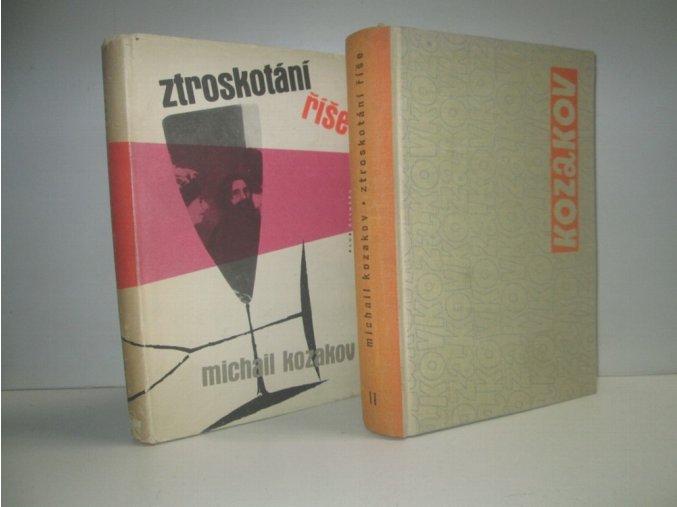 ztroskotání
říše
michail kozakov
michail kozakov • ztroskotání říše
II
kozakov